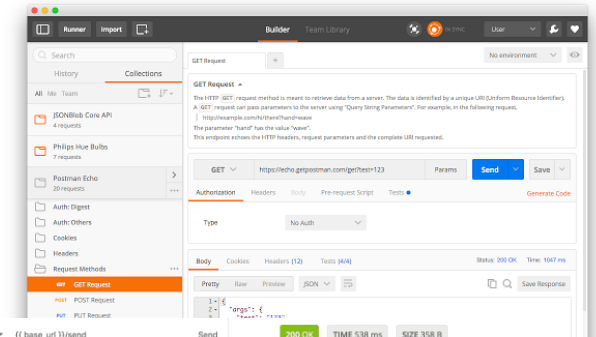 Runner Import Builder Team Library IN SYNC User
Search
History Collections
All Me Team
JSONBlob Core API
4 requests
Philips Hue Bulbs
7 requests
Postman Echo
20 requests
Auth: Digest
Auth: Others
Cookies
Headers
Request Methods
GET GET Request
POST POST Request
PUT PUT Request
GET Request + No environment
GET Request
The HTTP GET request method is meant to retrieve data from a server. The data is identified by a unique URI (Uniform Resource Identifier).
A GET request can pass parameters to the server using "Query String Parameters". For example, in the following request,
http://example.com/hi/there?hand=wave
The parameter "hand" has the value "wave".
This endpoint echoes the HTTP headers, request parameters and the complete URI requested.
GET https://echo.getpostman.com/get?test=123 Params Send Save
Authorization Headers Body Pre-request Script Tests Generate Code
Type No Auth
Body Cookies Headers (12) Tests (4/4) Status: 200 OK Time: 1047 ms
Pretty Raw Preview JSON Save Response
1 {
2 "args": {
3 "test": "123"
{{ base_url }}/send Send 200 OK TIME 538 ms SIZE 358 B